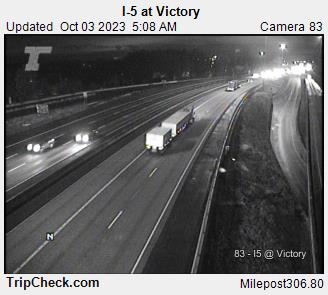 I-5 at Victory
Updated Oct 03 2023 5:08 AM Camera 83
T
N
83 - I5 @ Victory
TripCheck.com Milepost306.80